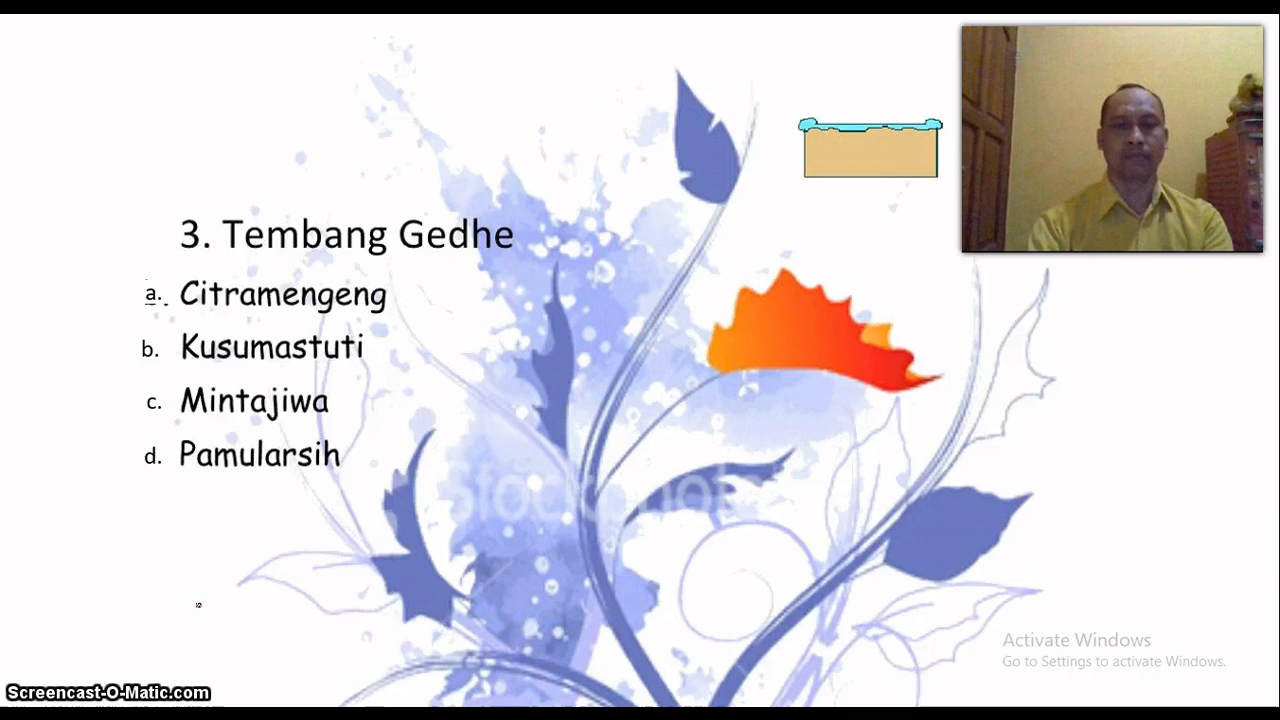 3. Tembang Gedhe
a. Citramengeng
b. Kusumastuti
c. Mintajiwa
d. Pamularsih
Activate Windows
Go to Settings to activate Windows.
Screencast-O-Matic.com